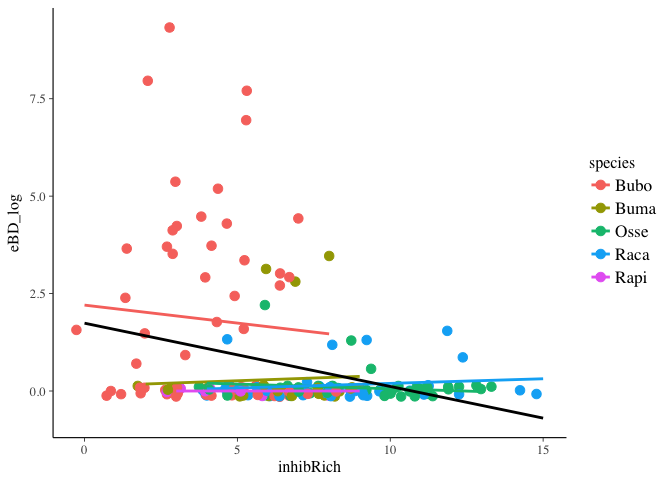 7.5
5.0
2.5
0.0
eBD_log
0
5
10
15
inhibRich
species
Bubo
Buma
Osse
Raca
Rapi